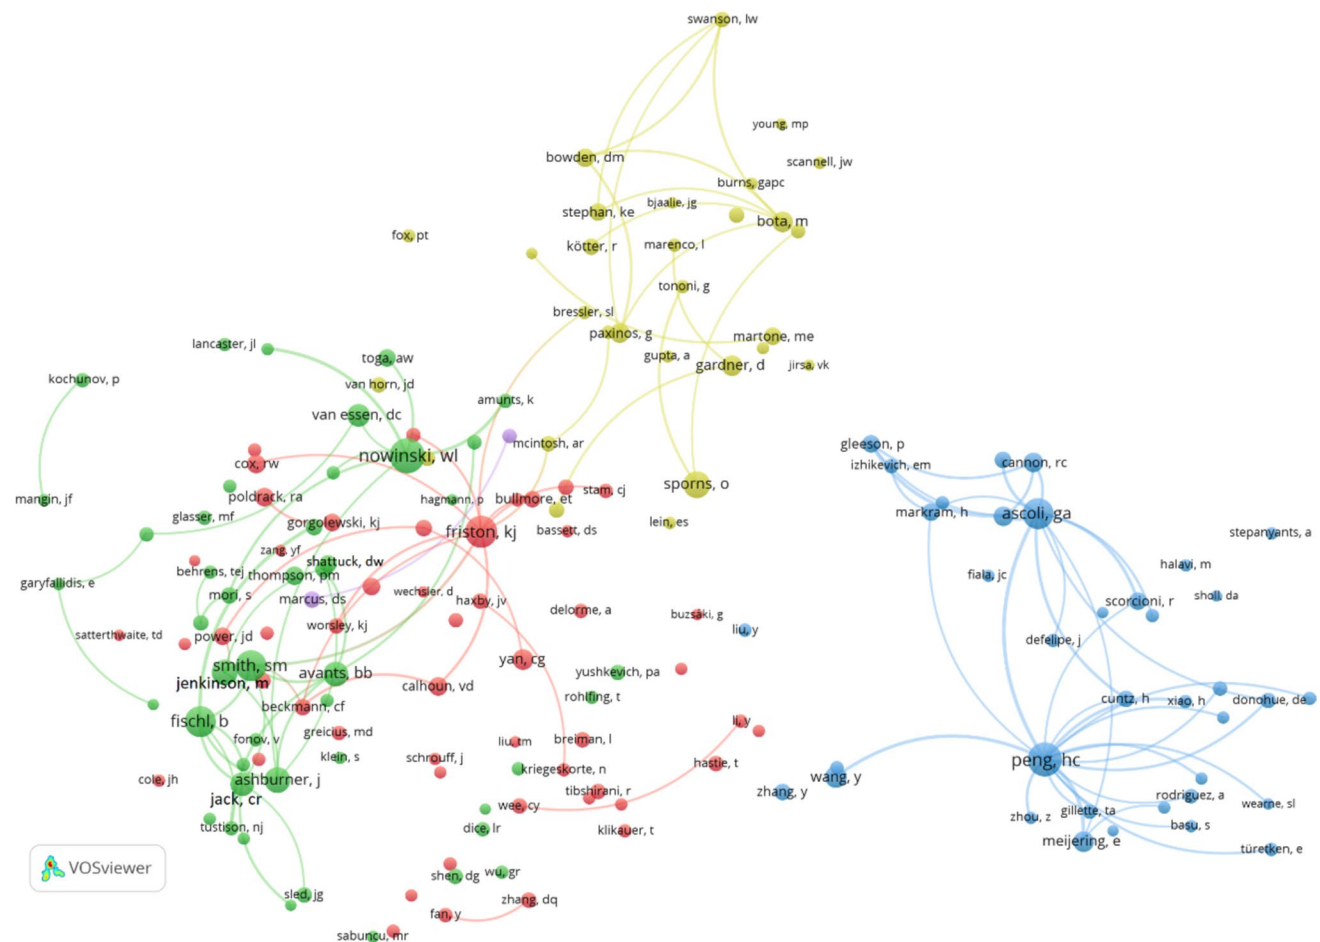 swanson, lw
young, mp
bowden, dm
scannell, jw
burns, gapc
bjaalie, jg
stephan, ke
bota, m
fox, pt
kötter, r
marenco, l
tononi, g
bressler, sl
paxinos, g
martone, me
lancaster, jl
toga, aw
gupta, a
gardner, d
jirsa, vk
kochunov, p
van horn, jd
amunts, k
van essen, dc
mcintosh, ar
gleeson, p
nowinski, wl
cox, rw
izhikevich, em
cannon, rc
sporns, o
stam, cj
mangin, jf
poldrack, ra
hagmann, p
bullmore, et
markram, h
ascoli, ga
glasser, mf
gorgolewski, kj
friston, kj
bassett, ds
lein, es
stepanyants, a
zang, yf
shattuck, dw
halavi, m
behrens, tej
thompson, pm
fiala, jc
garyfallidis, e
mori, s
marcus, ds
wechsler, d
haxby, jv
delorme, a
buzsáki, g
scorcioni, r
sholl, da
satterthwaite, td
power, jd
worsley, kj
liu, y
defelipe, j
smith, sm
avants, bb
yan, cg
yushkevich, pa
jenkinson, m
calhoun, vd
rohlfing, t
cuntz, h
xiao, h
donohue, de
beckmann, cf
fischl, b
greicius, md
li, y
fonov, v
klein, s
schrouff, j
liu, tm
breiman, l
hastie, t
peng, hc
cole, jh
ashburner, j
kriegeskorte, n
wang, y
zhang, y
jack, cr
wee, cy
tibshirani, r
rodriguez, a
wearne, sl
zhou, z
gillette, ta
tustison, nj
dice, lr
klikauer, t
basu, s
meijering, e
türetken, e
VOSviewer
shen, dg
wu, gr
sled, jg
zhang, dq
fan, y
sabuncu, mr